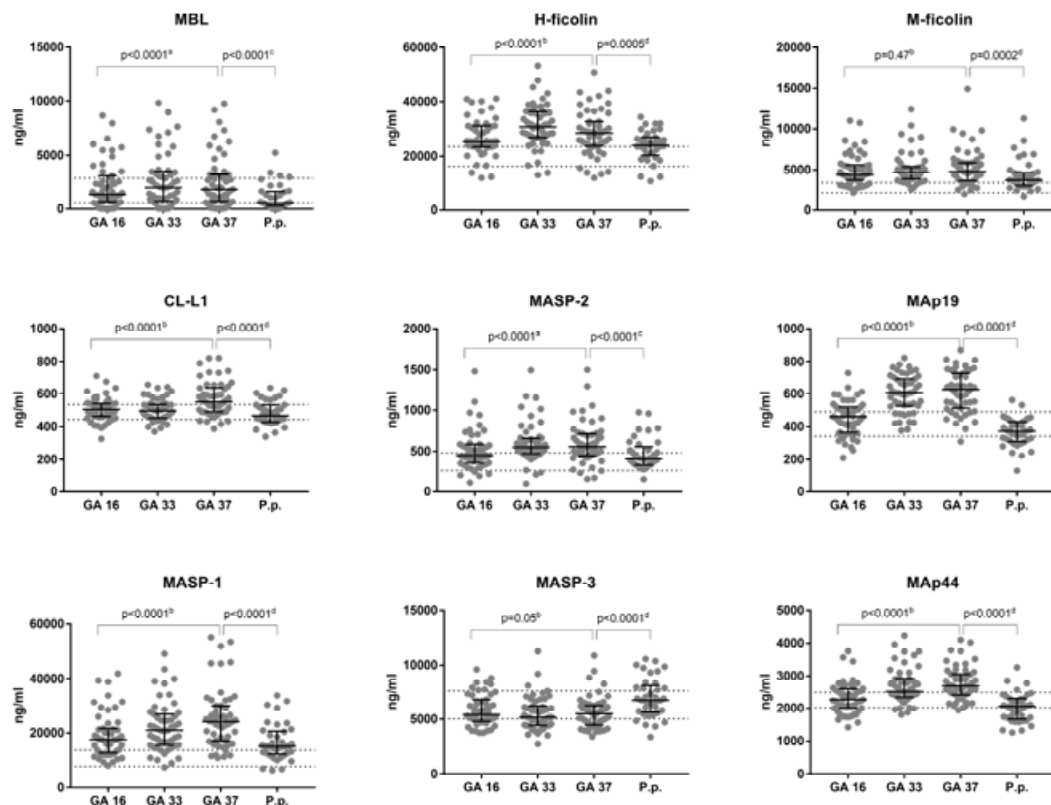 MBL
H-ficolin
M-ficolin
15000
10000
5000
0
ng/ml
p<0.0001ᵃ
p<0.0001ᶜ
GA 16 GA 33 GA 37 P.p.
60000
40000
20000
0
ng/ml
p<0.0001ᵇ
p=0.0005ᵈ
GA 16 GA 33 GA 37 P.p.
20000
15000
10000
5000
0
ng/ml
p=0.47ᵇ
p=0.0002ᵈ
GA 16 GA 33 GA 37 P.p.
CL-L1
MASP-2
MAp19
1000
800
600
400
200
0
ng/ml
p<0.0001ᵇ
p<0.0001ᵈ
GA 16 GA 33 GA 37 P.p.
2000
1500
1000
500
0
ng/ml
p<0.0001ᵃ
p<0.0001ᶜ
GA 16 GA 33 GA 37 P.p.
1000
800
600
400
200
0
ng/ml
p<0.0001ᵇ
p<0.0001ᵈ
GA 16 GA 33 GA 37 P.p.
MASP-1
MASP-3
MAp44
60000
40000
20000
0
ng/ml
p<0.0001ᵇ
p<0.0001ᵈ
GA 16 GA 33 GA 37 P.p.
15000
10000
5000
0
ng/ml
p=0.05ᵇ
p<0.0001ᵈ
GA 16 GA 33 GA 37 P.p.
5000
4000
3000
2000
1000
0
ng/ml
p<0.0001ᵇ
p<0.0001ᵈ
GA 16 GA 33 GA 37 P.p.